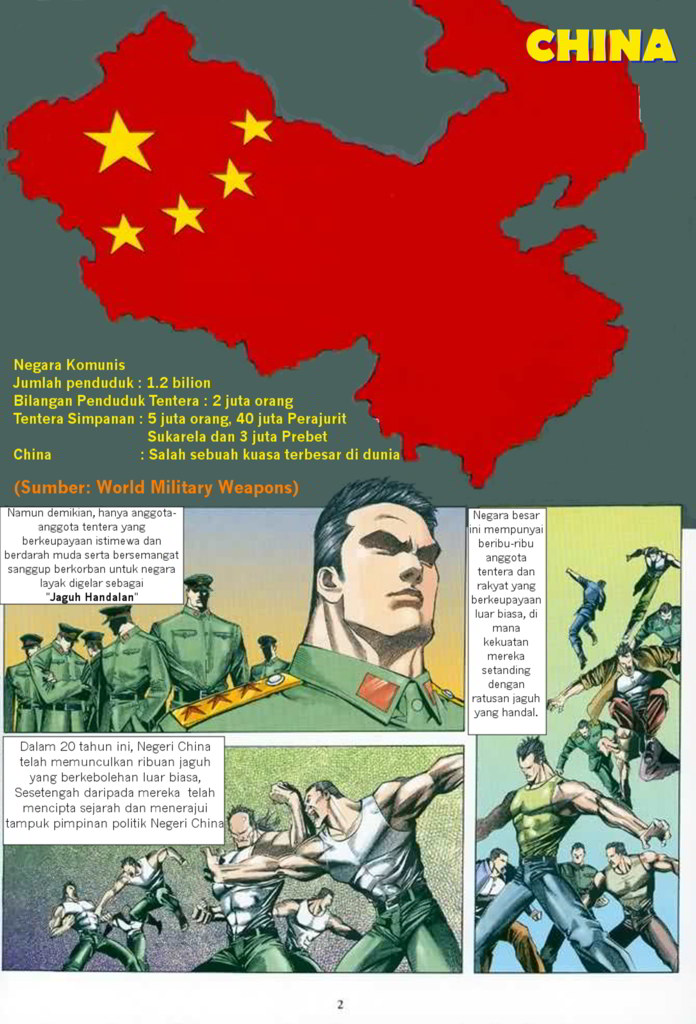 CHINA
Negara Komunis
Jumlah penduduk : 1.2 bilion
Bilangan Penduduk Tentera : 2 juta orang
Tentera Simpanan : 5 juta orang, 40 juta Perajurit
Sukarela dan 3 juta Prebet
China : Salah sebuah kuasa terbesar di dunia
(Sumber: World Military Weapons)
Namun demikian, hanya anggota-
anggota tentera yang
berkeupayaan istimewa dan
berdarah muda serta bersemangat
sanggup berkorban untuk negara
layak digelar sebagai
"Jaguh Handalan"
Negara besar
ini mempunyai
beribu-ribu
anggota
tentera dan
rakyat yang
berkeupayaan
luar biasa, di
mana
kekuatan
mereka
setanding
dengan
ratusan jaguh
yang handal.
Dalam 20 tahun ini, Negeri China
telah memunculkan ribuan jaguh
yang berkebolehan luar biasa,
Sesetengah daripada mereka telah
mencipta sejarah dan menerajui
tampuk pimpinan politik Negeri China
2